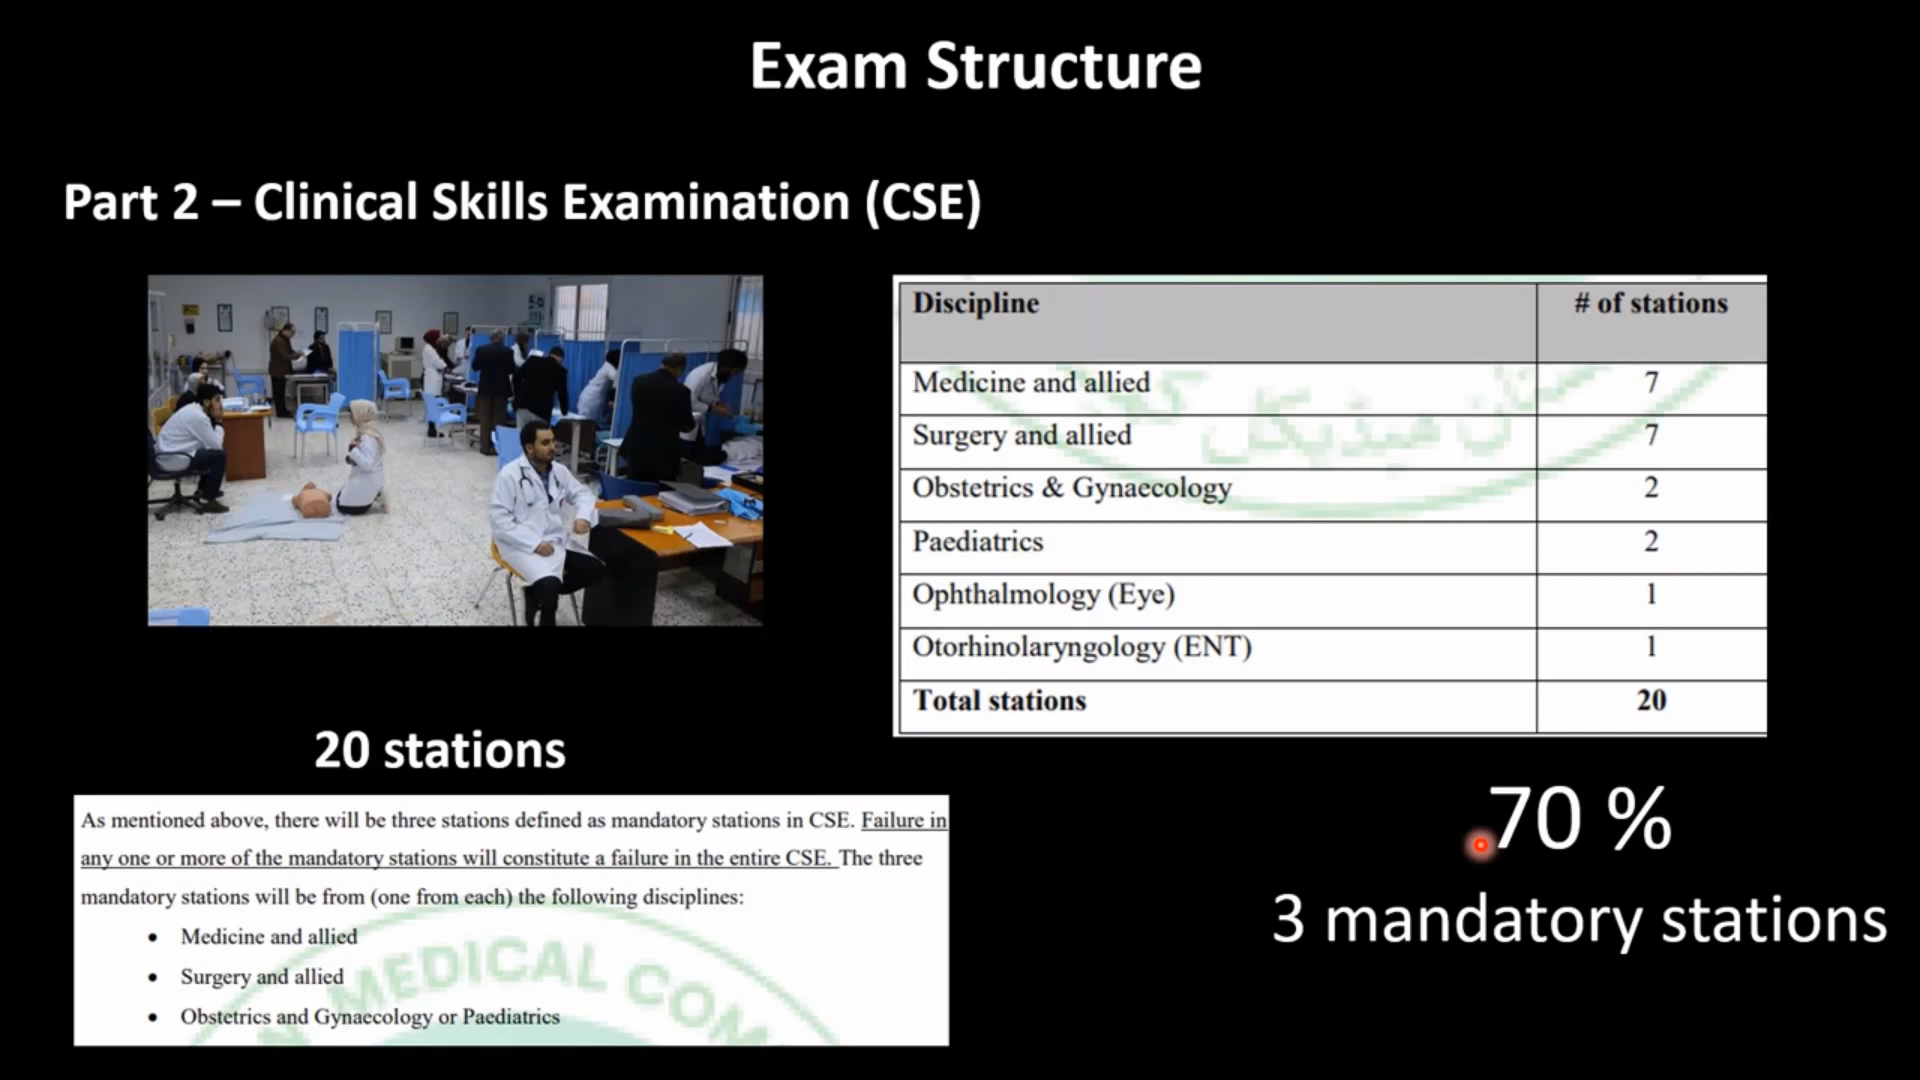 Exam Structure
Part 2 – Clinical Skills Examination (CSE)
Discipline # of stations
Medicine and allied 7
Surgery and allied 7
Obstetrics & Gynaecology 2
Paediatrics 2
Ophthalmology (Eye) 1
Otorhinolaryngology (ENT) 1
Total stations 20
20 stations
As mentioned above, there will be three stations defined as mandatory stations in CSE. Failure in
any one or more of the mandatory stations will constitute a failure in the entire CSE. The three
mandatory stations will be from (one from each) the following disciplines:
• Medicine and allied
• Surgery and allied
• Obstetrics and Gynaecology or Paediatrics
MEDICAL COM
70 %
3 mandatory stations